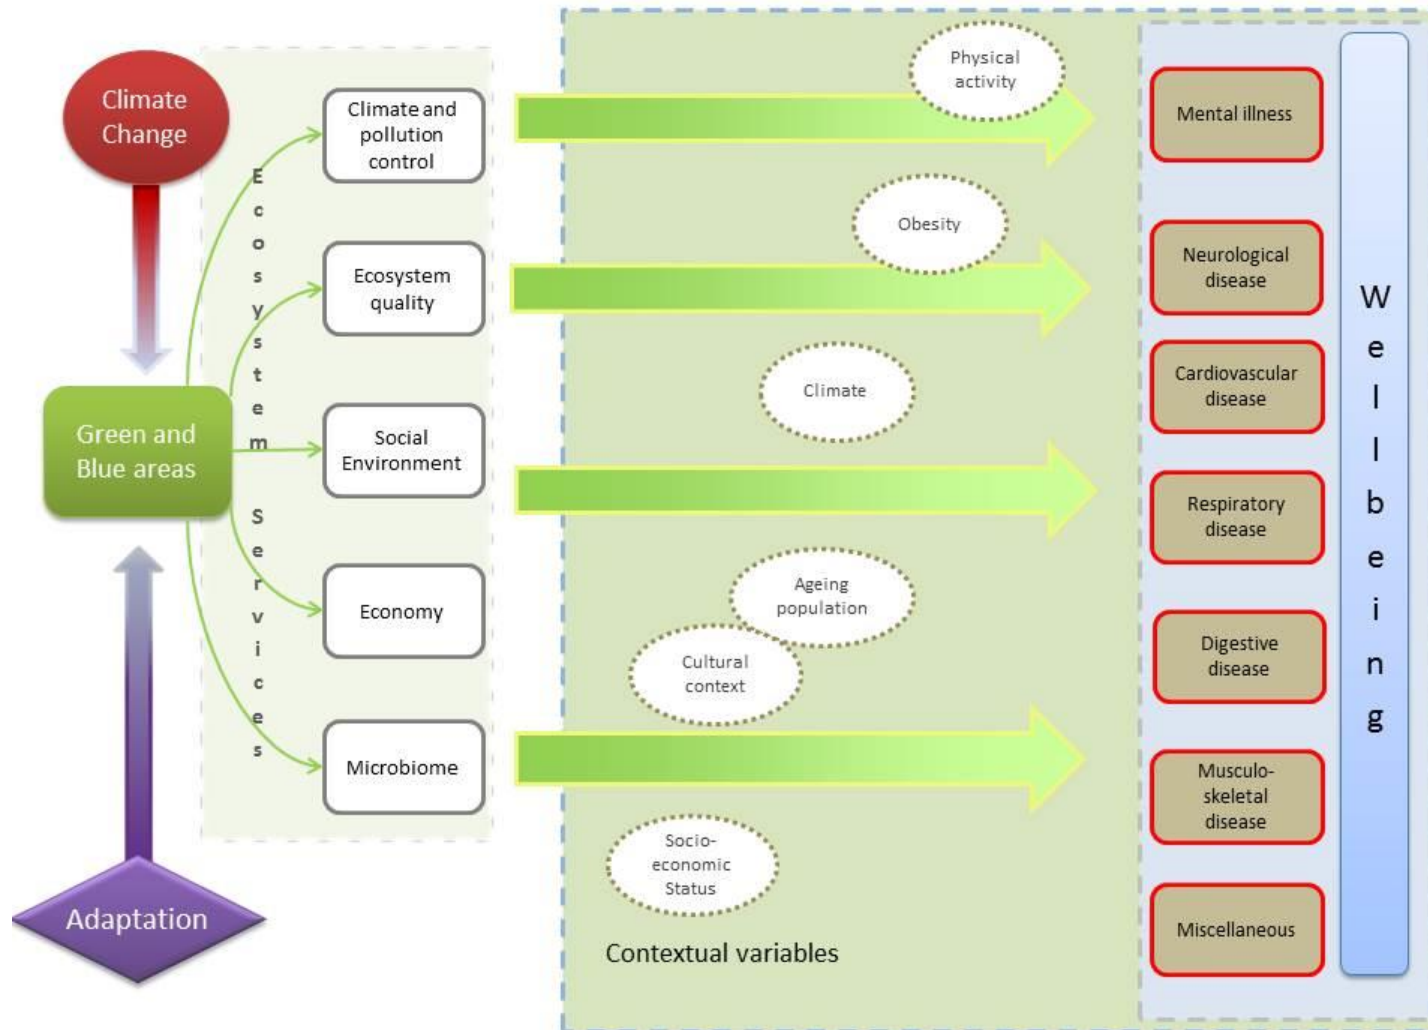 Climate
Change
Green and
Blue areas
Adaptation
Ecosystem
Services
Climate and
pollution
control
Ecosystem
quality
Social
Environment
Economy
Microbiome
Physical
activity
Obesity
Climate
Ageing
population
Cultural
context
Socio-
economic
Status
Contextual variables
Mental illness
Neurological
disease
Cardiovascular
disease
Respiratory
disease
Digestive
disease
Musculo-
skeletal
disease
Miscellaneous
Wellbeing